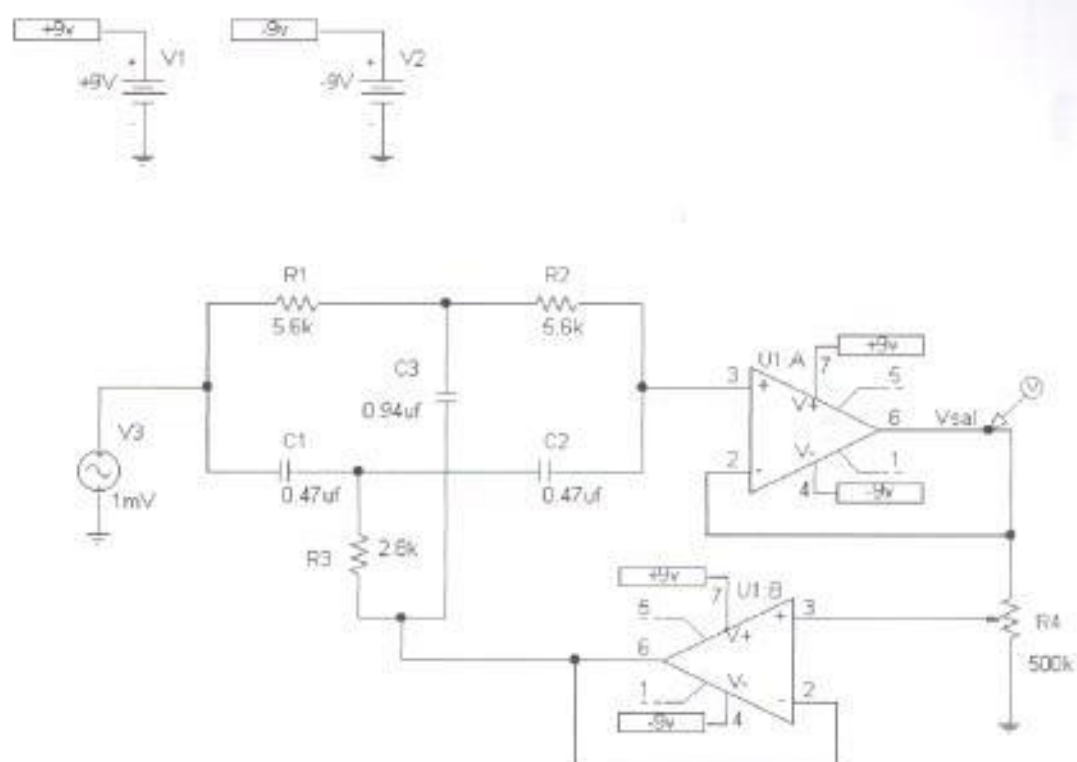 +9v
-9v
V1
V2
+9V
-9V
+
-
+
-
R1
R2
5.6k
5.6k
C3
0.94uf
C1
C2
0.47uf
0.47uf
V3
1mV
R3
2.8k
U1:A
+9v
7
5
3
+
V+
6
Vsal
V
2
-
V-
1
4
-9v
+9v
U1:B
5
7
3
+
V+
R4
6
500k
1
V-
2
-
-9v
4